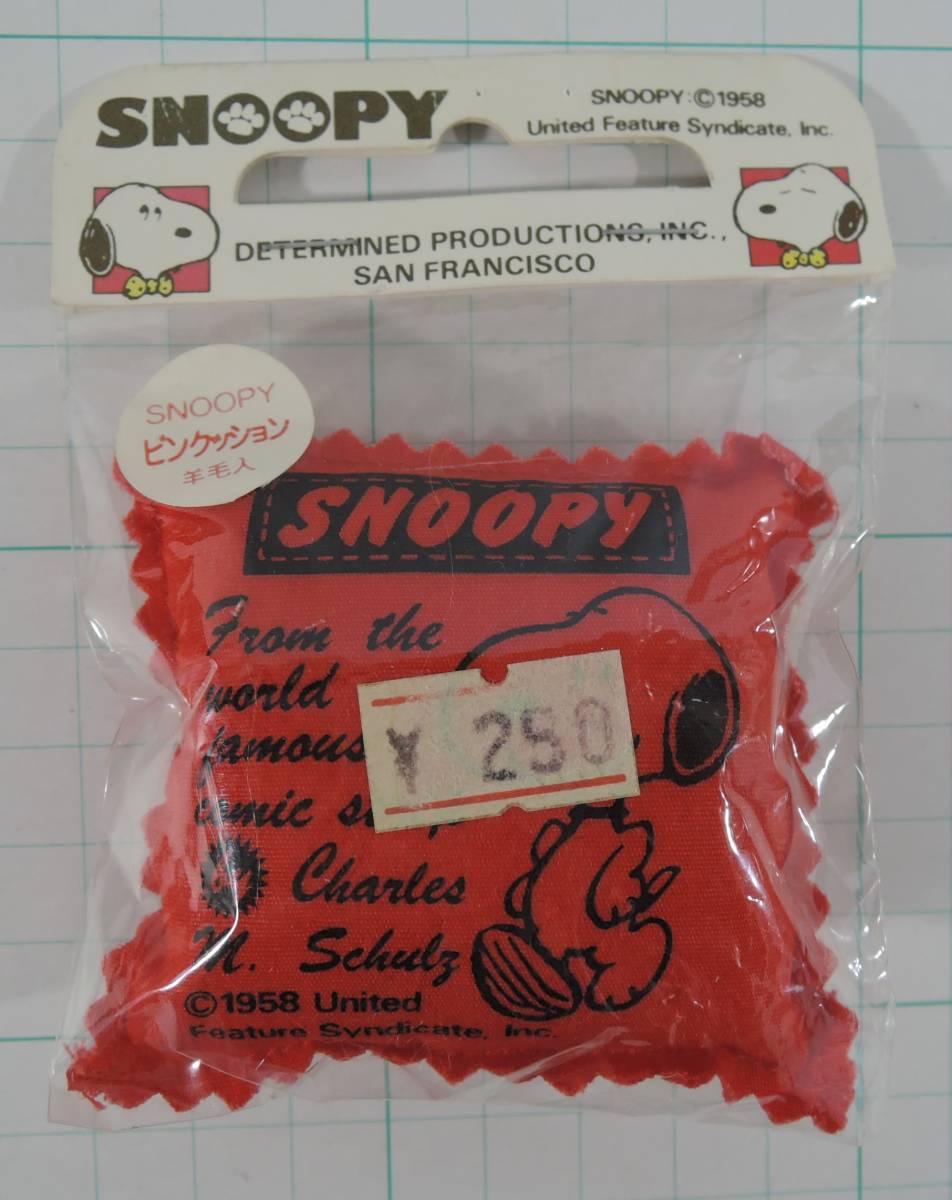 SNOOPY
SNOOPY:©1958
United Feature Syndicate, Inc.
DETERMINED PRODUCTIONS, INC.,
SAN FRANCISCO
SNOOPY
ピンクッション
羊毛入
SNOOPY
From the
world
famous
comic strip
¥ 250
Charles
M. Schulz
©1958 United
Feature Syndicate, Inc.